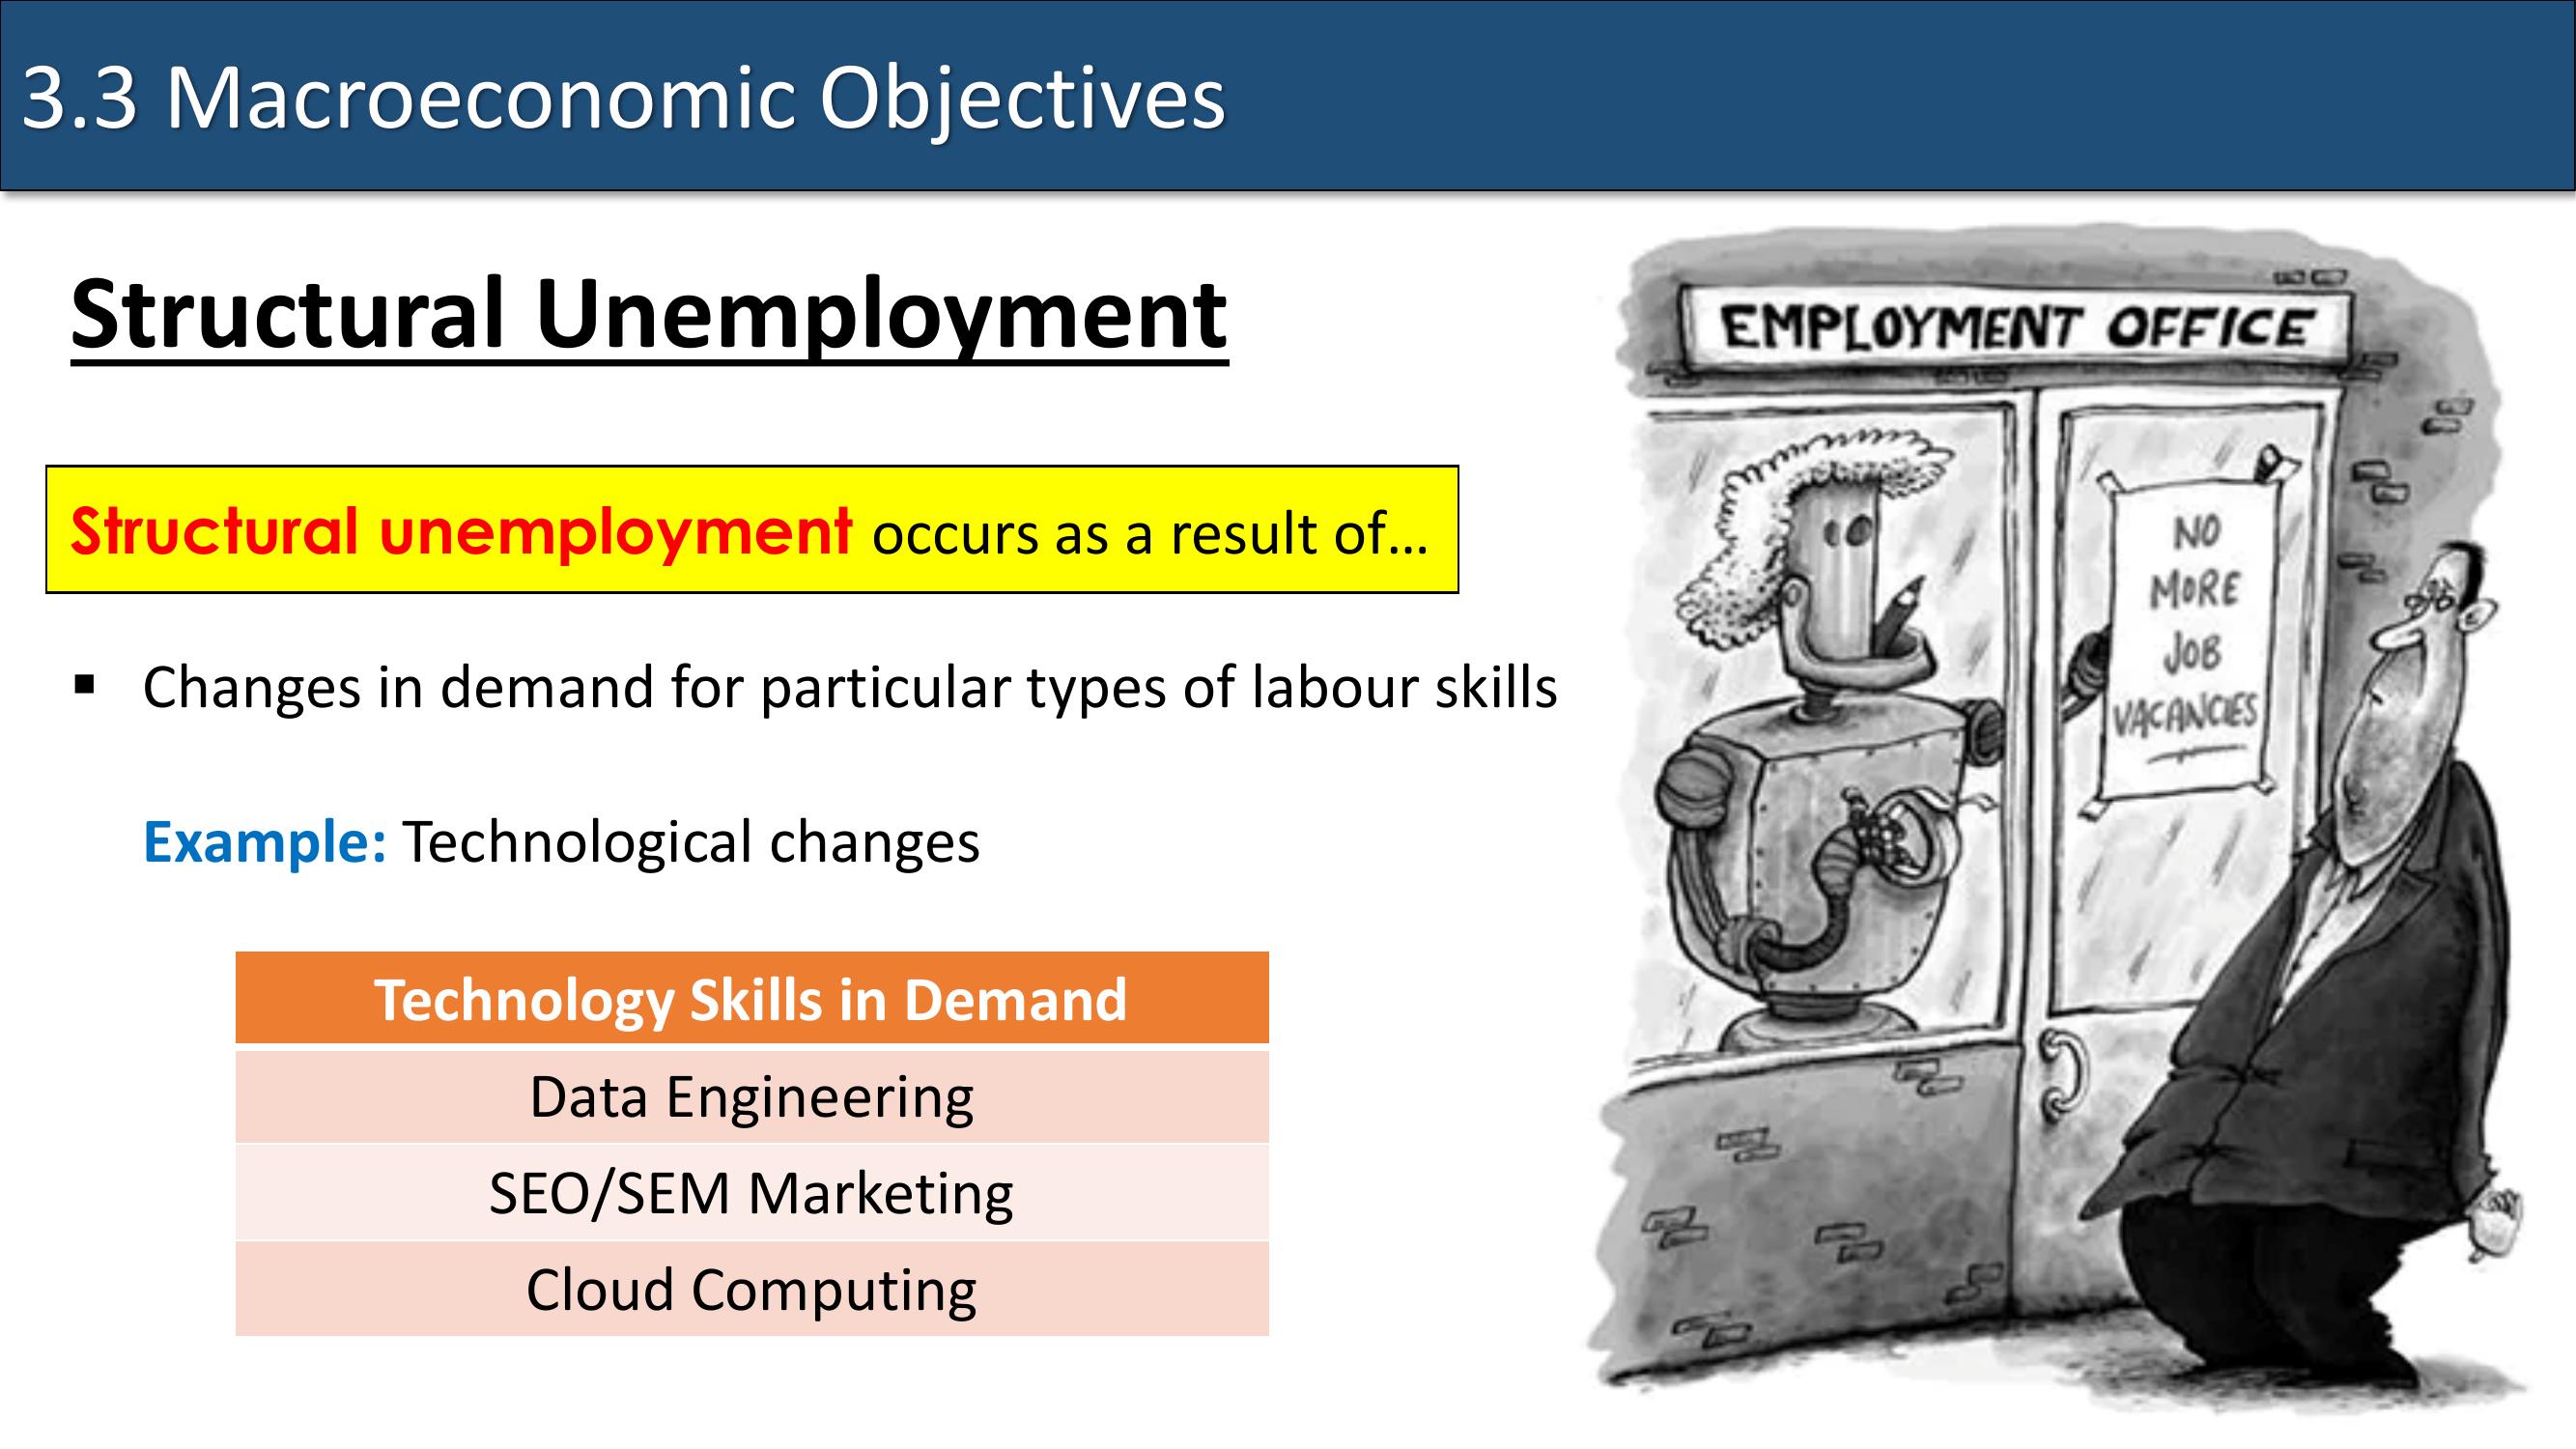 3.3 Macroeconomic Objectives
Structural Unemployment
Structural unemployment occurs as a result of…
▪ Changes in demand for particular types of labour skills
Example: Technological changes
Technology Skills in Demand
Data Engineering
SEO/SEM Marketing
Cloud Computing
EMPLOYMENT OFFICE
NO
MORE
JOB
VACANCIES